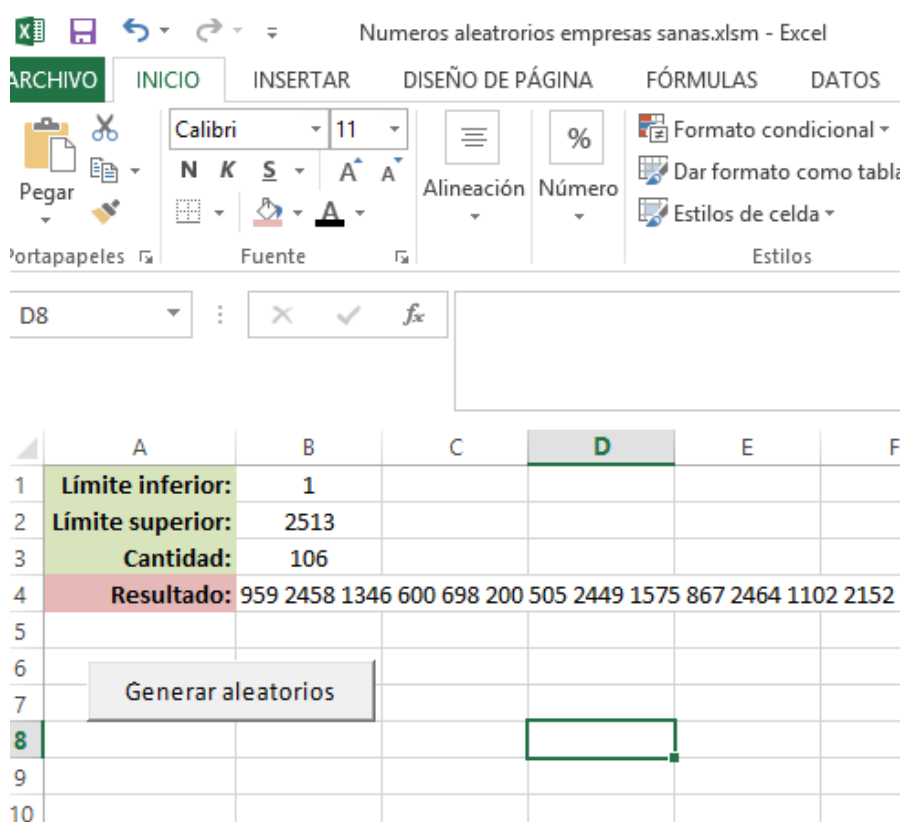 Numeros aleatrorios empresas sanas.xlsm - Excel
ARCHIVO INICIO INSERTAR DISEÑO DE PÁGINA FÓRMULAS DATOS
Calibri 11
% Formato condicional
N K S A A Dar formato como tabla
Pegar Alineación Número
A Estilos de celda
Portapapeles Fuente Estilos
D8 fx
A B C D E F
1 Límite inferior: 1
2 Límite superior: 2513
3 Cantidad: 106
4 Resultado: 959 2458 1346 600 698 200 505 2449 1575 867 2464 1102 2152
5
6
Generar aleatorios
7
8
9
10